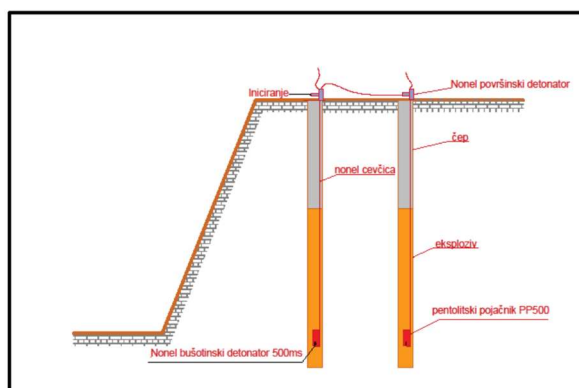 Iniciranje
Nonel površinski detonator
čep
nonel cevčica
eksploziv
pentolitski pojačnik PP500
Nonel bušotinski detonator 500ms